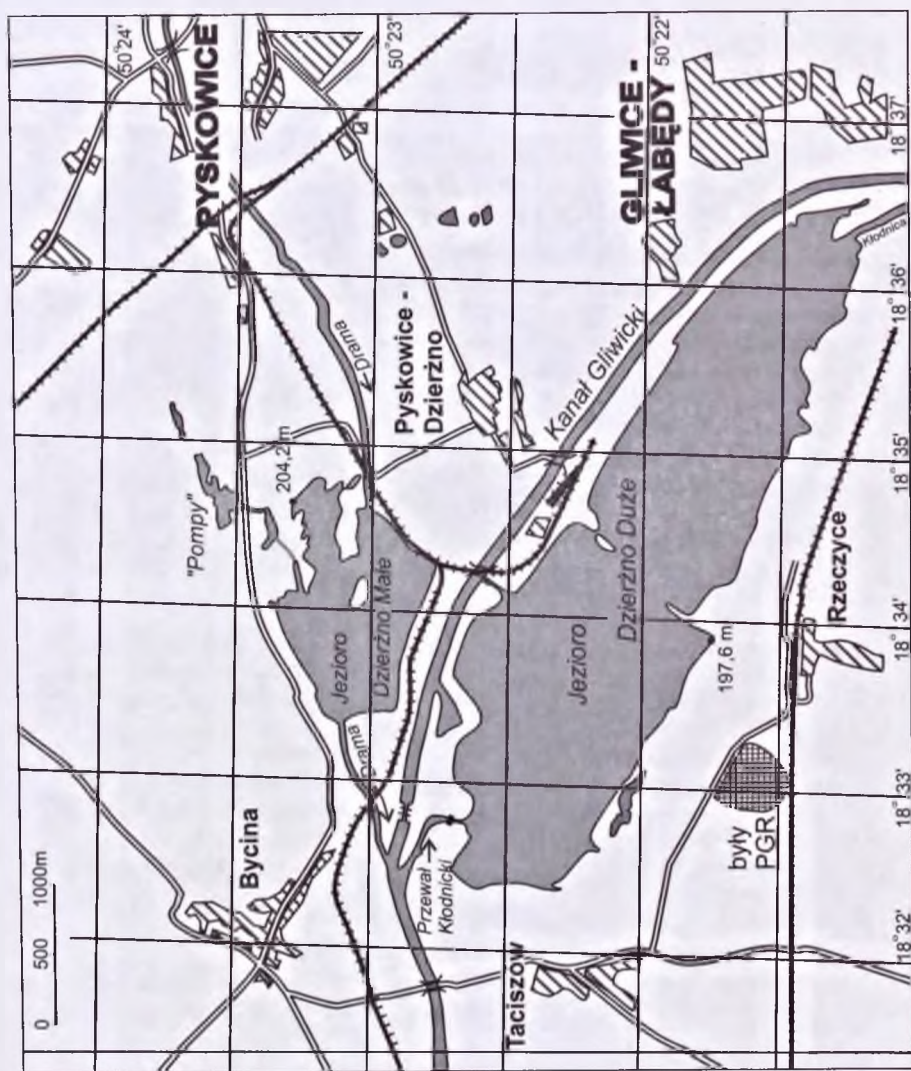 0 500 1000m
50°24'
50°23'
50°22'
18°37'
18°36'
18°35'
18°34'
18°33'
18°32'
PYSKOWICE
GLIWICE -
ŁABĘDY
Pyskowice -
Dzierżno
"Pompy"
204,2 m
Drama
Jezioro
Dzierżno Małe
Drama
Kanał Gliwicki
Kłodnica
Bycina
Przewał
Kłodnicki
Jezioro
Dzierżno Duże
197,6 m
Taciszow
były
PGR
Rzeczyce